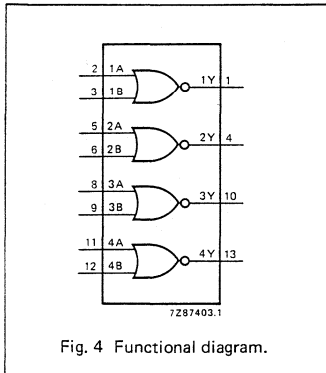 2 1A 1Y 1
3 1B
5 2A 2Y 4
6 2B
8 3A 3Y 10
9 3B
11 4A 4Y 13
12 4B
7Z87403.1
Fig. 4 Functional diagram.